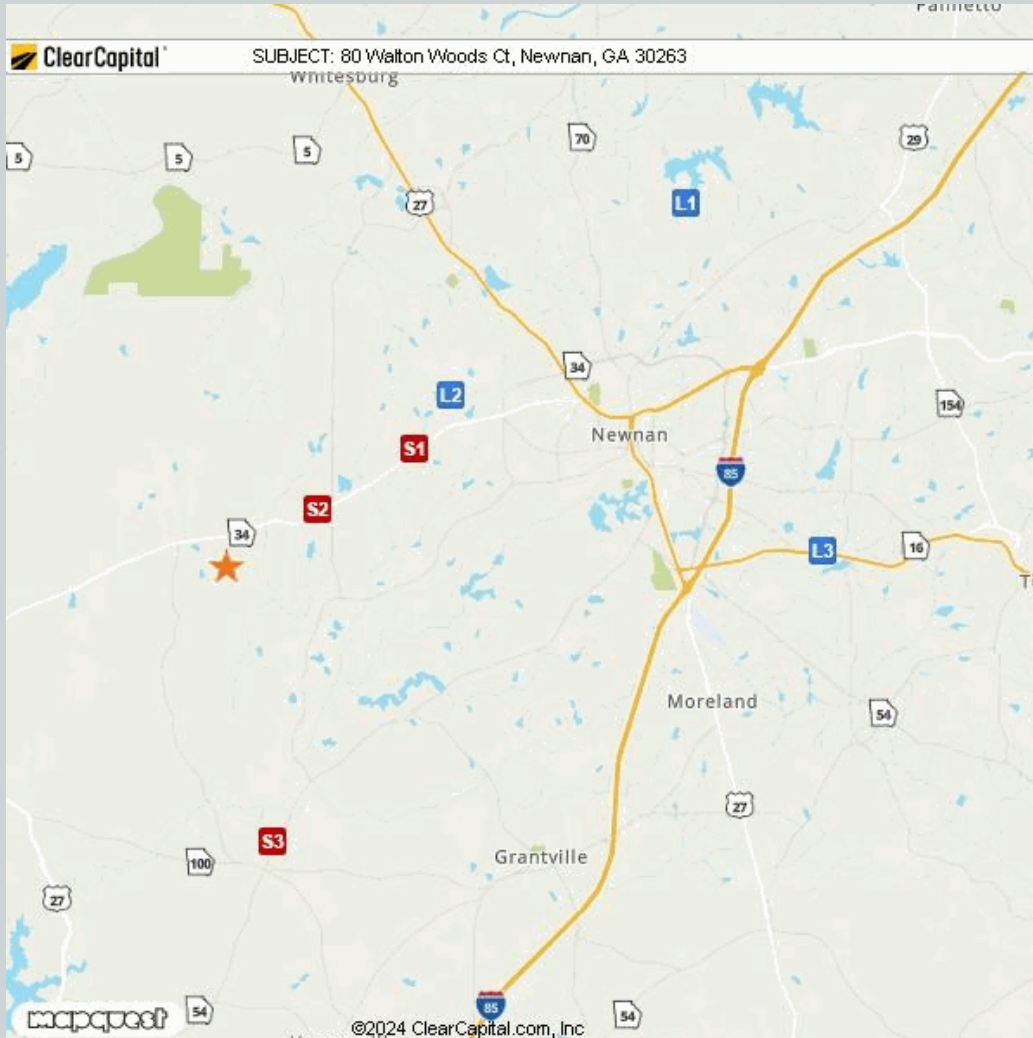 Palmetto
ClearCapital
SUBJECT: 80 Walton Woods Ct, Newnan, GA 30263
Whitesburg
5
5
5
70
29
27
L1
34
L2
154
Newnan
S1
85
S2
34
L3
16
Moreland
54
27
S3
100
Grantville
27
54
85
54
mapquest
©2024 ClearCapital.com, Inc